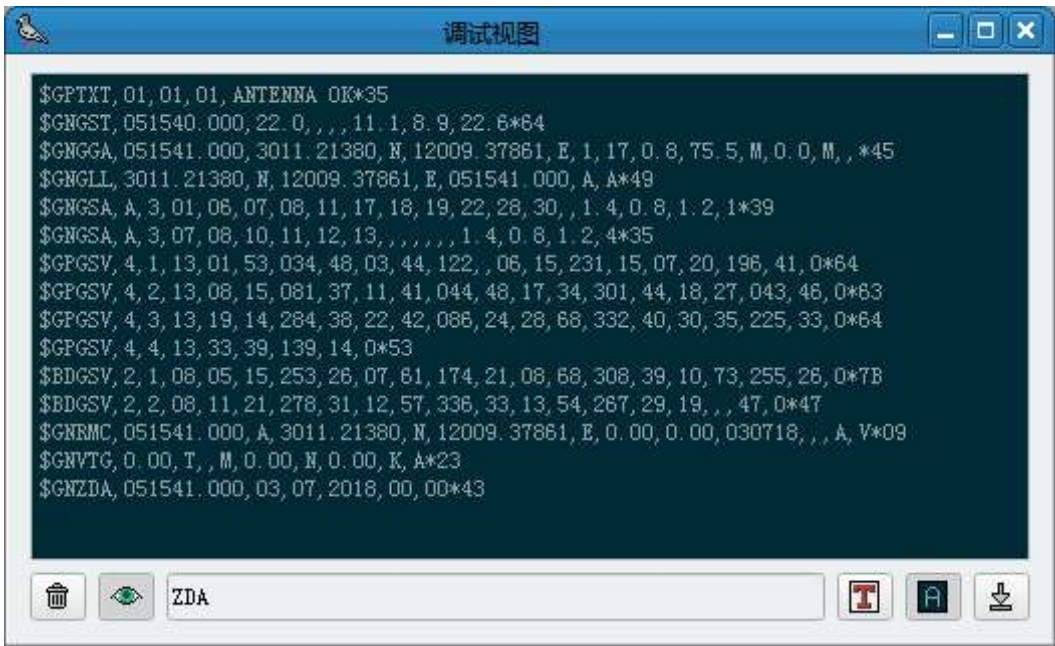 调试视图
$GPTXT,01,01,01,ANTENNA OK*35
$GNGST,051540.000,22.0,,,,11.1,8.9,22.6*64
$GNGGA,051541.000,3011.21380,N,12009.37861,E,1,17,0.8,75.5,M,0.0,M,,*45
$GNGLL,3011.21380,N,12009.37861,E,051541.000,A,A*49
$GNGSA,A,3,01,06,07,08,11,17,18,19,22,28,30,,1.4,0.8,1.2,1*39
$GNGSA,A,3,07,08,10,11,12,13,,,,,,,1.4,0.8,1.2,4*35
$GPGSV,4,1,13,01,53,034,48,03,44,122,,06,15,231,15,07,20,196,41,0*64
$GPGSV,4,2,13,08,15,081,37,11,41,044,48,17,34,301,44,18,27,043,46,0*63
$GPGSV,4,3,13,19,14,284,38,22,42,086,24,28,68,332,40,30,35,225,33,0*64
$GPGSV,4,4,13,33,39,139,14,0*53
$BDGSV,2,1,08,05,15,253,26,07,61,174,21,08,68,308,39,10,73,255,26,0*7B
$BDGSV,2,2,08,11,21,278,31,12,57,336,33,13,54,267,29,19,,,47,0*47
$GNRMC,051541.000,A,3011.21380,N,12009.37861,E,0.00,0.00,030718,,,A,V*09
$GNVTG,0.00,T,,M,0.00,N,0.00,K,A*23
$GNZDA,051541.000,03,07,2018,00,00*43
ZDA
T
A